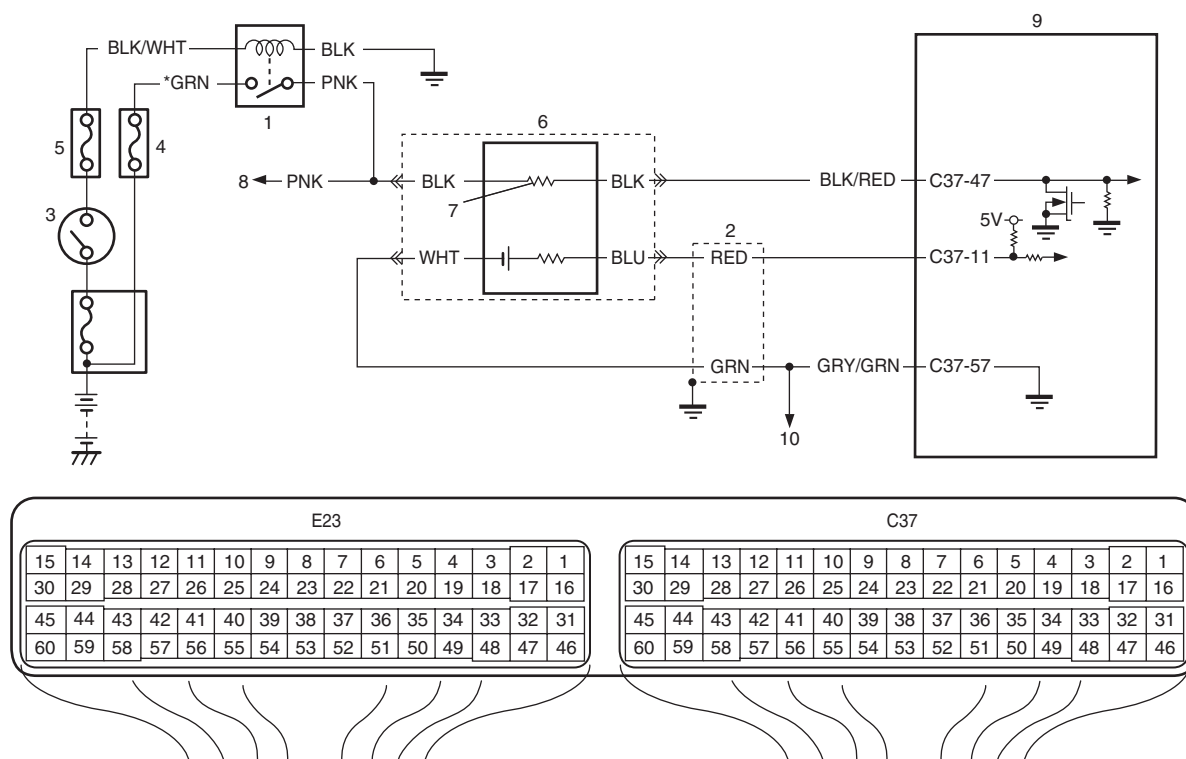 9
BLK/WHT BLK
*GRN PNK
1
5 4
6
8 PNK BLK BLK BLK/RED C37-47
7
3
5V
2
WHT BLU RED C37-11
GRN GRY/GRN C37-57
10
E23 C37
15 14 13 12 11 10 9 8 7 6 5 4 3 2 1 15 14 13 12 11 10 9 8 7 6 5 4 3 2 1
30 29 28 27 26 25 24 23 22 21 20 19 18 17 16 30 29 28 27 26 25 24 23 22 21 20 19 18 17 16
45 44 43 42 41 40 39 38 37 36 35 34 33 32 31 45 44 43 42 41 40 39 38 37 36 35 34 33 32 31
60 59 58 57 56 55 54 53 52 51 50 49 48 47 46 60 59 58 57 56 55 54 53 52 51 50 49 48 47 46